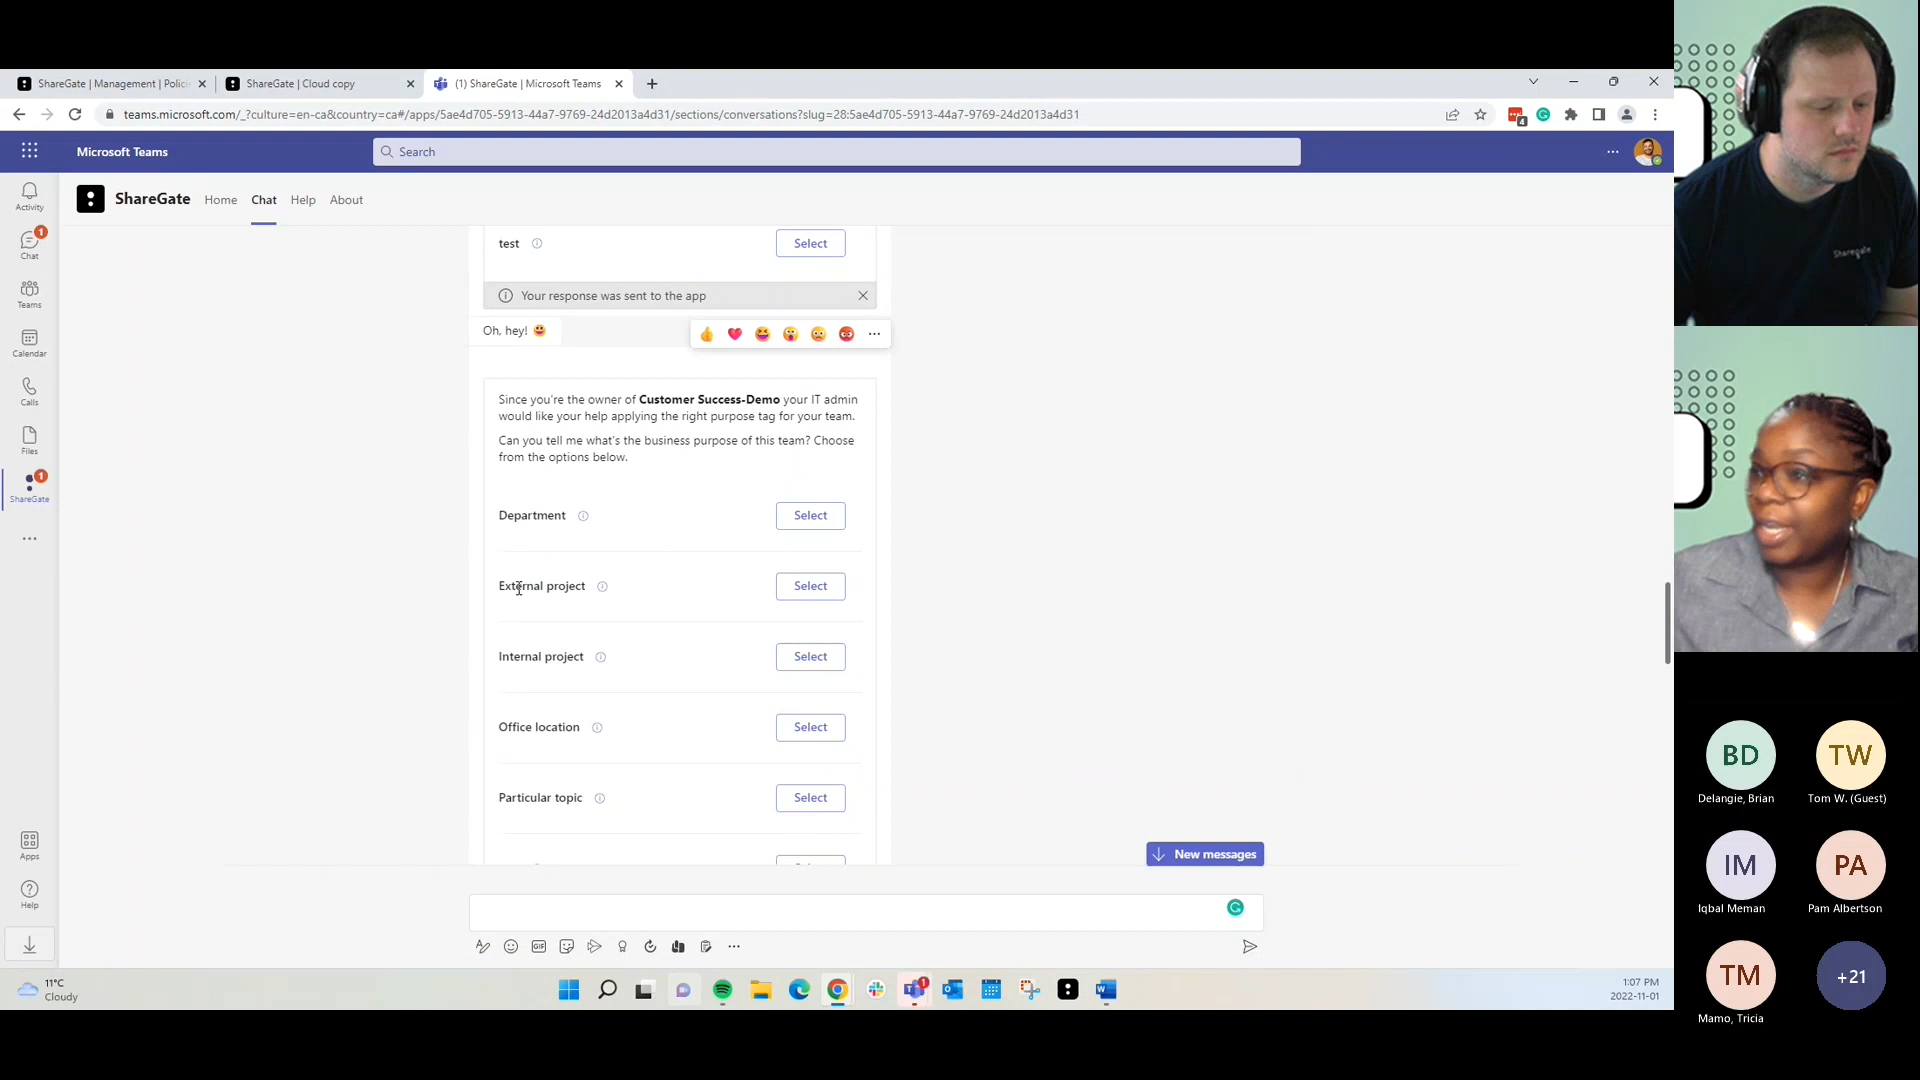 ShareGate | Management | Polici
ShareGate | Cloud copy
(1) ShareGate | Microsoft Teams
teams.microsoft.com/_?culture=en-ca&country=ca#/apps/5ae4d705-5913-44a7-9769-24d2013a4d31/sections/conversations?slug=28:5ae4d705-5913-44a7-9769-24d2013a4d31
4
Microsoft Teams
Search
ShareGate
Home
Chat
Help
About
Activity
1
Chat
Teams
Calendar
Calls
Files
1
ShareGate
Apps
Help
test
Select
Your response was sent to the app
Oh, hey! 😃
Since you're the owner of Customer Success-Demo your IT admin
would like your help applying the right purpose tag for your team.
Can you tell me what's the business purpose of this team? Choose
from the options below.
Department
Select
External project
Select
Internal project
Select
Office location
Select
Particular topic
Select
New messages
GIF
11°C
Cloudy
1
1:07 PM
2022-11-01
Sharegate
BD
Delangie, Brian
TW
Tom W. (Guest)
IM
Iqbal Meman
PA
Pam Albertson
TM
Mamo, Tricia
+21